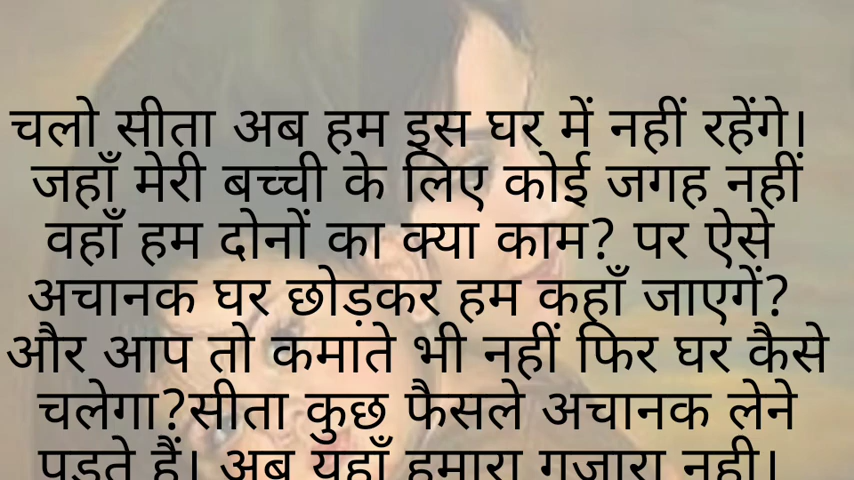 चलो सीता अब हम इस घर में नहीं रहेंगे।
जहाँ मेरी बच्ची के लिए कोई जगह नहीं
वहाँ हम दोनों का क्या काम? पर ऐसे
अचानक घर छोड़कर हम कहाँ जाएगें?
और आप तो कमाते भी नहीं फिर घर कैसे
चलेगा?सीता कुछ फैसले अचानक लेने
पड़ते हैं। अब यहाँ हमारा गुजारा नही।